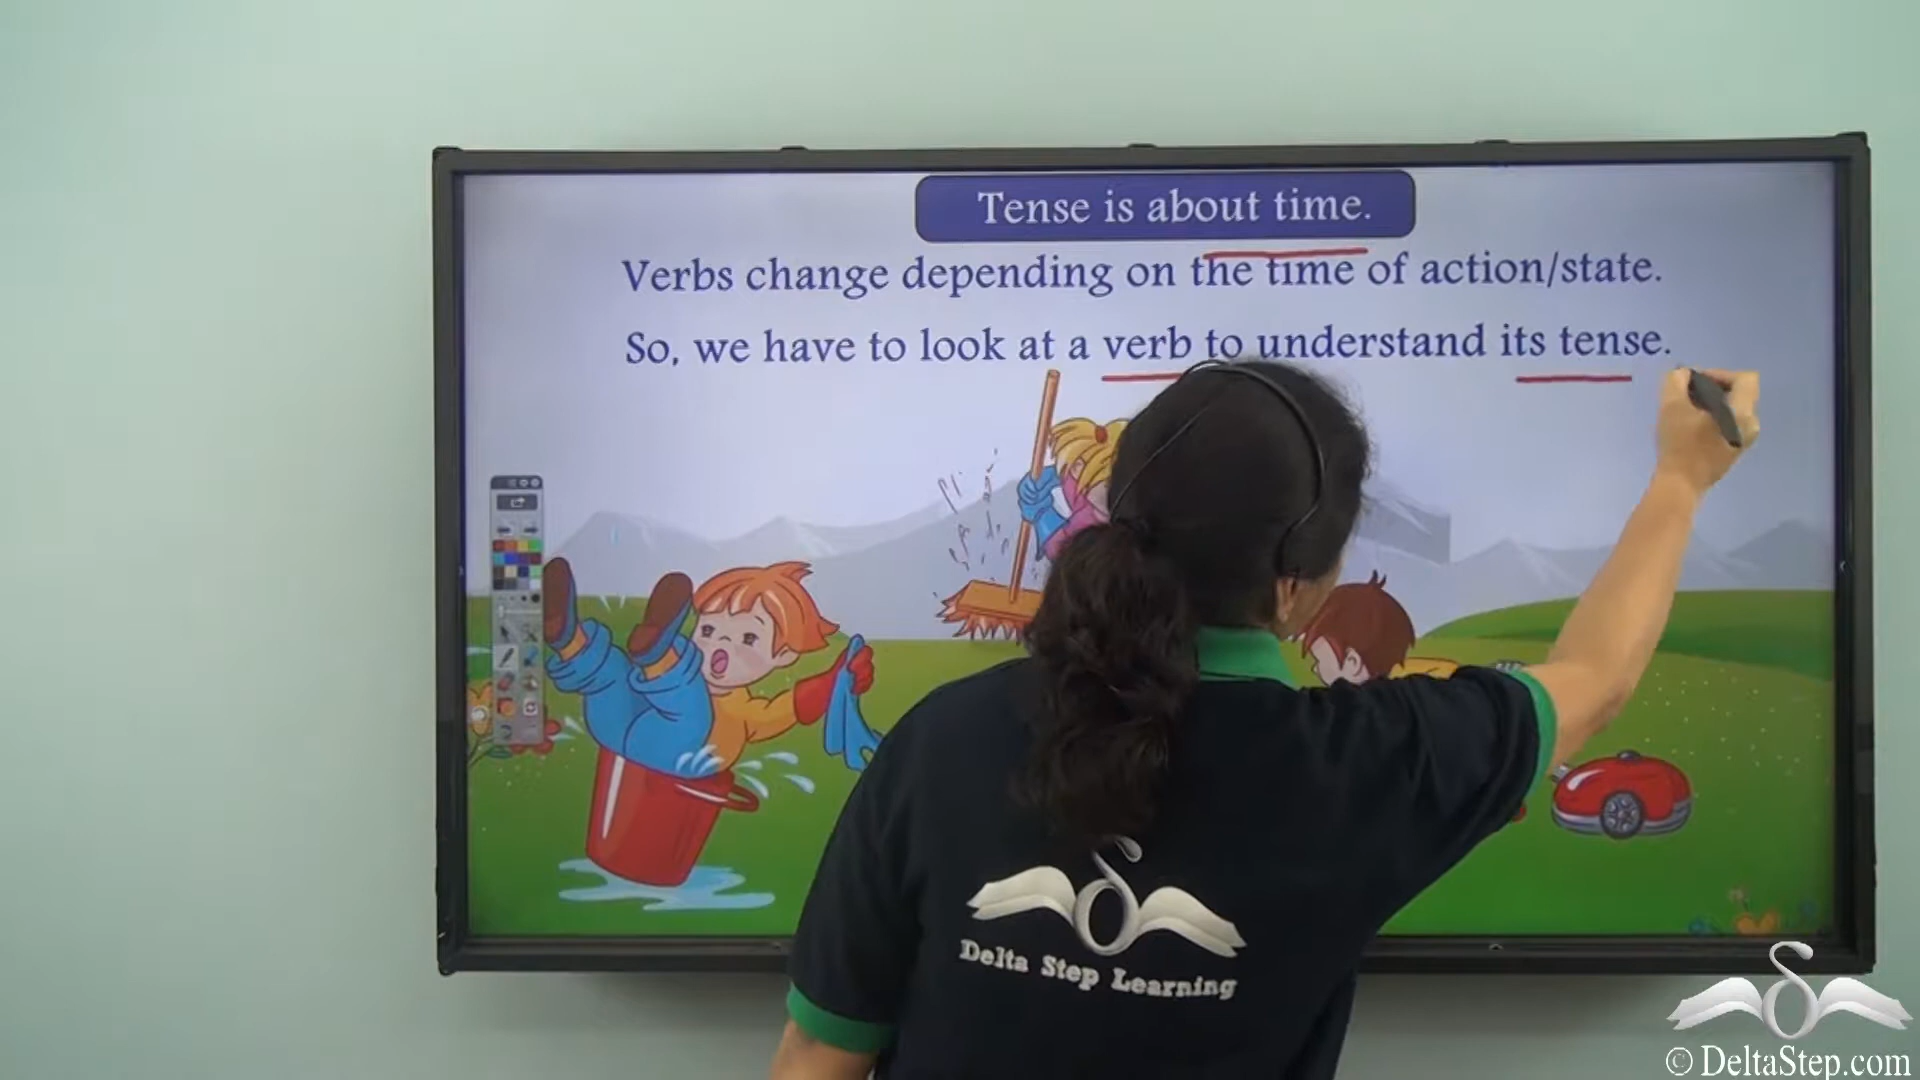 Tense is about time.
Verbs change depending on the time of action/state.
So, we have to look at a verb to understand its tense.
Delta Step Learning
© DeltaStep.com